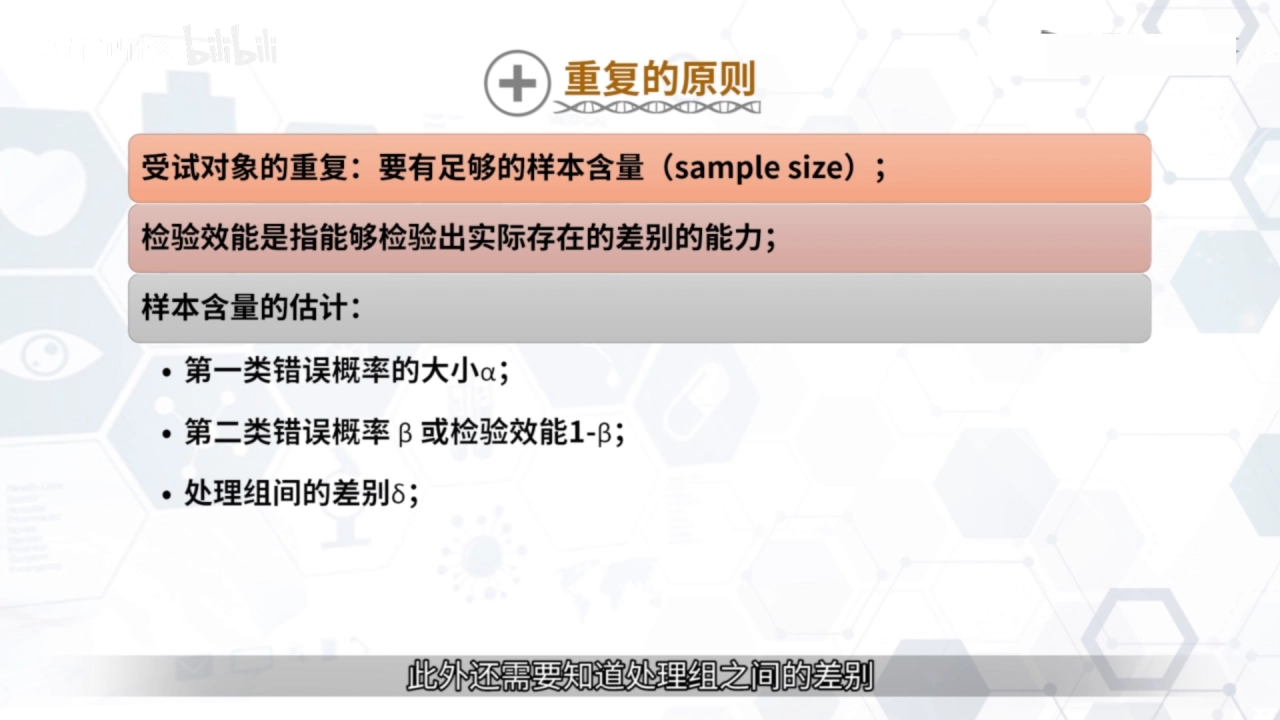 bilibili
重复的原则
受试对象的重复：要有足够的样本含量（sample size）；
检验效能是指能够检验出实际存在的差别的能力；
样本含量的估计：
• 第一类错误概率的大小α；
• 第二类错误概率 β 或检验效能1-β；
• 处理组间的差别δ；
此外还需要知道处理组之间的差别